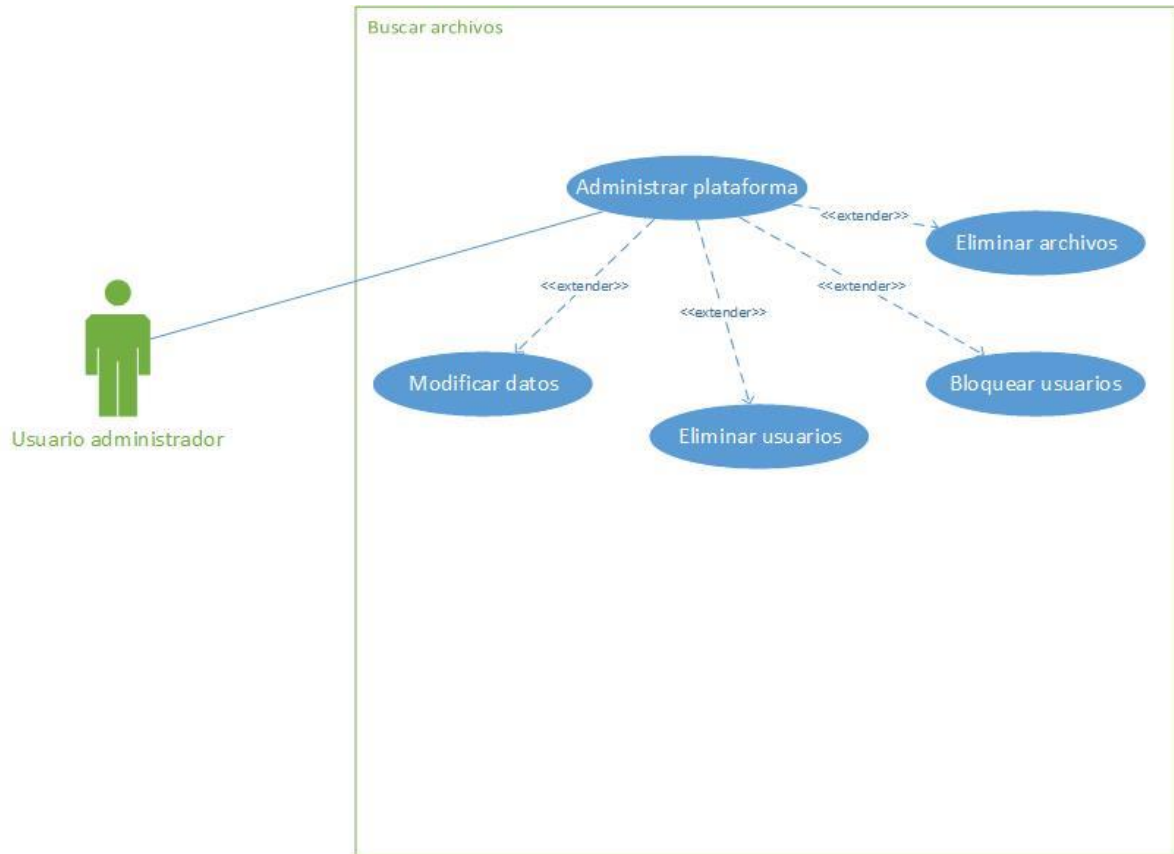 Buscar archivos
Administrar plataforma
<<extender>>
Eliminar archivos
<<extender>>
<<extender>>
<<extender>>
Modificar datos
Bloquear usuarios
Eliminar usuarios
Usuario administrador